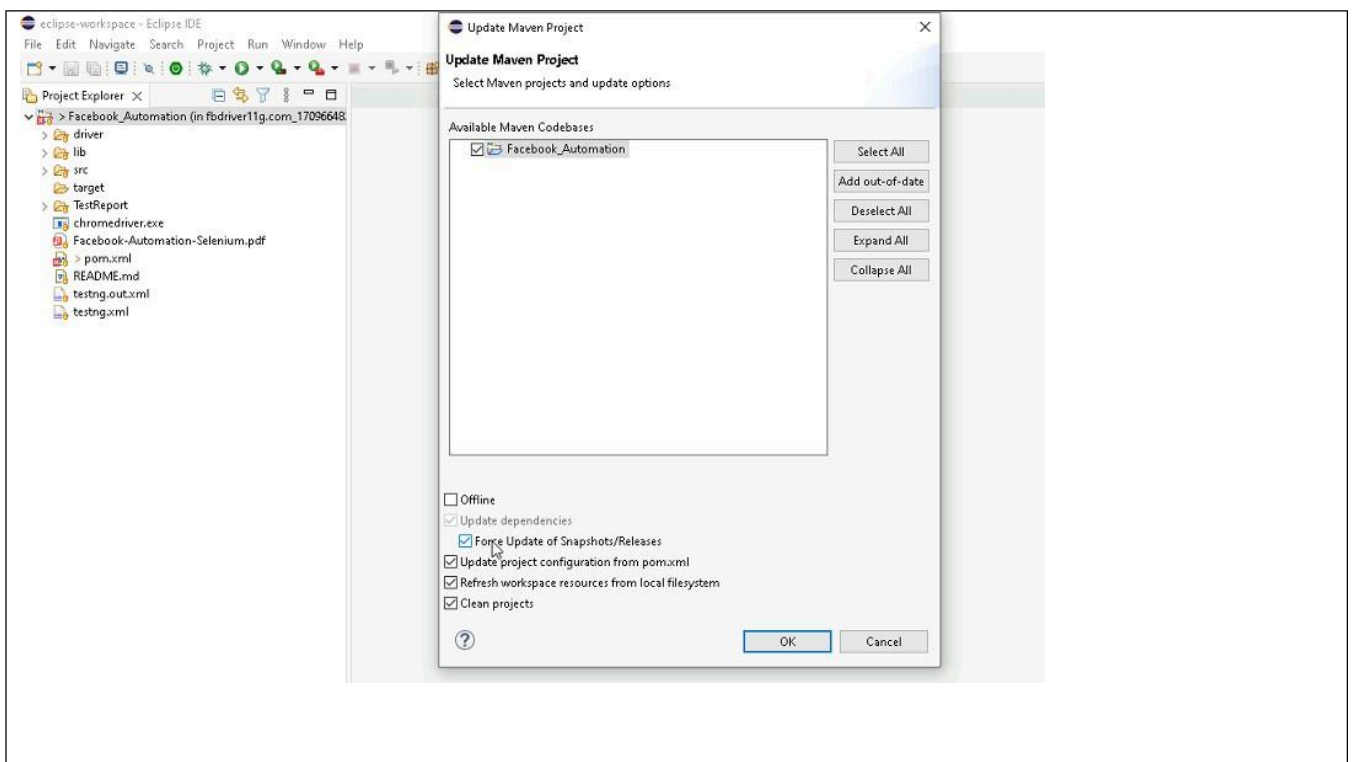 eclipse-workspace - Eclipse IDE
File Edit Navigate Search Project Run Window Help
Project Explorer
> Facebook_Automation (in fbdriver11g.com_17096648
driver
lib
src
target
TestReport
chromedriver.exe
Facebook-Automation-Selenium.pdf
> pom.xml
README.md
testng.out.xml
testng.xml
Update Maven Project
Update Maven Project
Select Maven projects and update options
Available Maven Codebases
Facebook_Automation
Select All
Add out-of-date
Deselect All
Expand All
Collapse All
Offline
Update dependencies
Force Update of Snapshots/Releases
Update project configuration from pom.xml
Refresh workspace resources from local filesystem
Clean projects
OK
Cancel